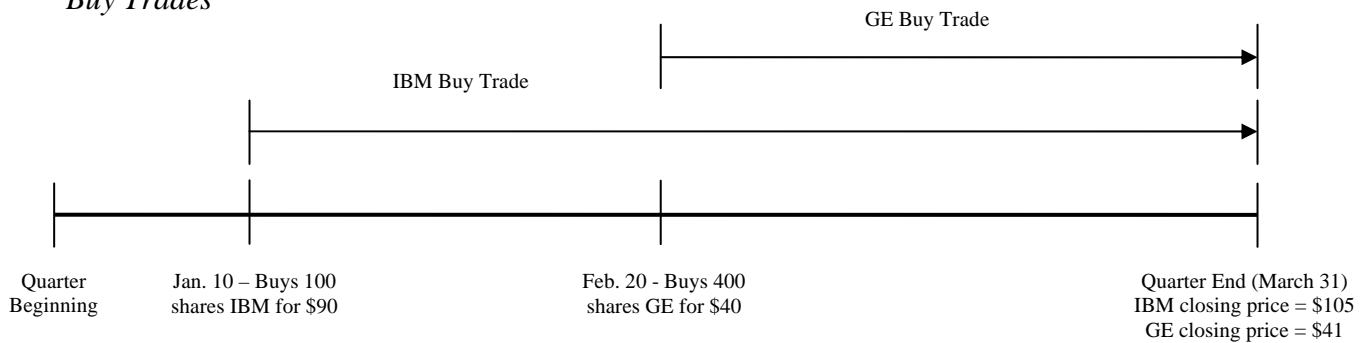 Buy Trades
GE Buy Trade
IBM Buy Trade
Quarter
Beginning
Jan. 10 – Buys 100
shares IBM for $90
Feb. 20 - Buys 400
shares GE for $40
Quarter End (March 31)
IBM closing price = $105
GE closing price = $41